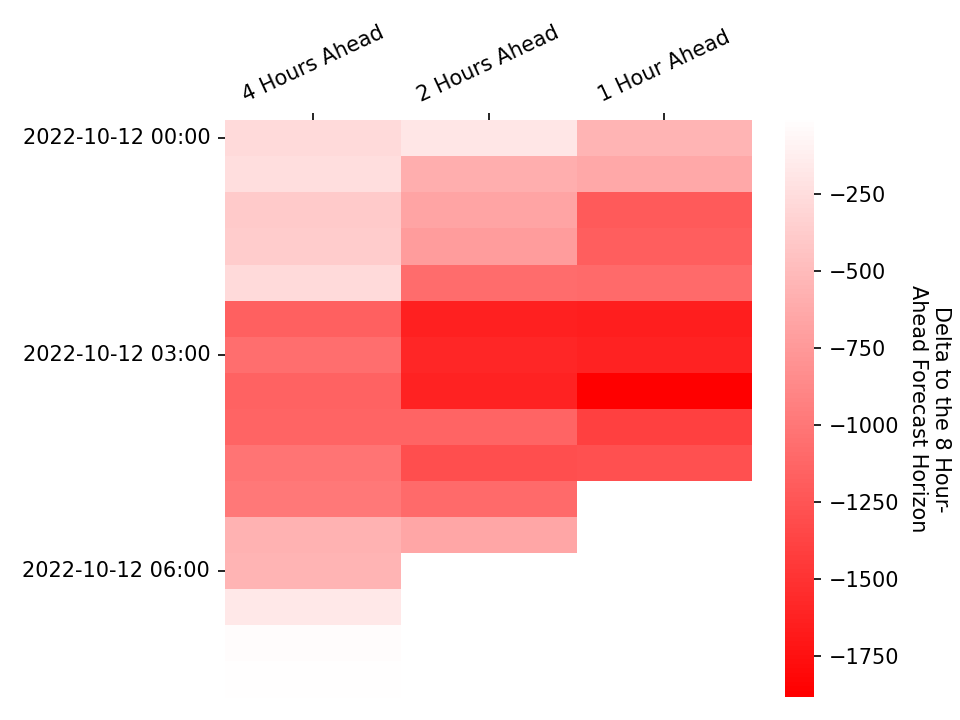 4 Hours Ahead
2 Hours Ahead
1 Hour Ahead
2022-10-12 00:00
2022-10-12 03:00
2022-10-12 06:00
−250
−500
−750
−1000
−1250
−1500
−1750
Delta to the 8 Hour-
Ahead Forecast Horizon